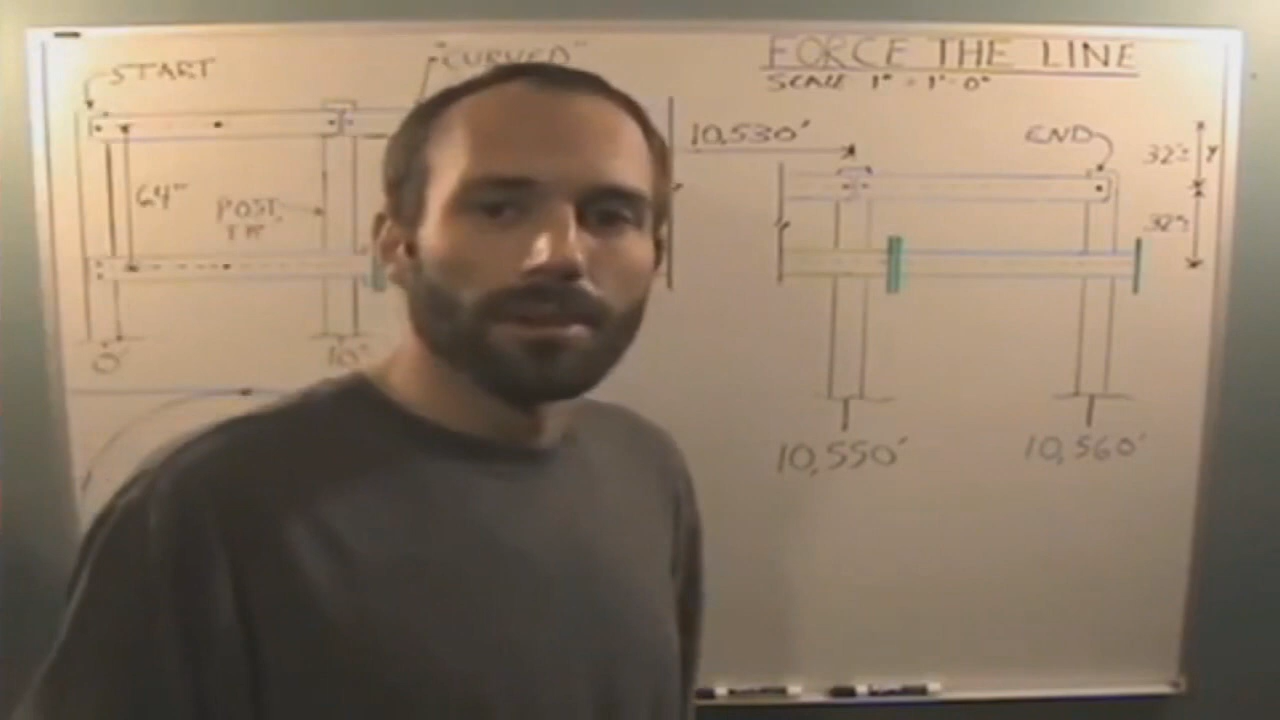 START
"CURVED"
FORCE THE LINE
SCALE 1" = 1'-0"
10,530'
END
32"±
Y
64"
POST,
32"
0'
10'
10,550'
10,560'